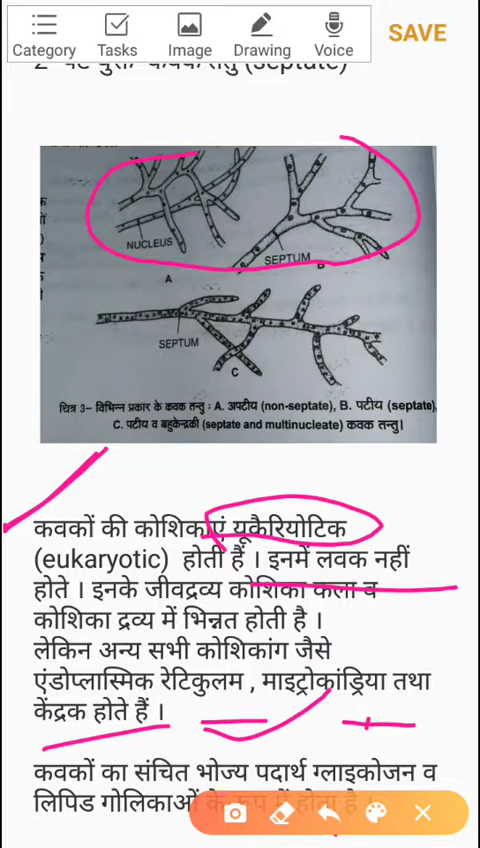 Category Tasks Image Drawing Voice SAVE
(septate)
NUCLEUS
SEPTUM
A
B
SEPTUM
C
चित्र 3– विभिन्न प्रकार के कवक तन्तु : A. अपटीय (non-septate), B. पटीय (septate),
C. पटीय व बहुकेन्द्रकी (septate and multinucleate) कवक तन्तु।
कवकों की कोशिकाएं यूकैरियोटिक
(eukaryotic) होती हैं । इनमें लवक नहीं
होते । इनके जीवद्रव्य कोशिका कला व
कोशिका द्रव्य में भिन्नत होती है ।
लेकिन अन्य सभी कोशिकांग जैसे
एंडोप्लास्मिक रेटिकुलम , माइट्रोकांड्रिया तथा
केंद्रक होते हैं ।
कवकों का संचित भोज्य पदार्थ ग्लाइकोजन व
लिपिड गोलिकाओं के रूप में होता है ।